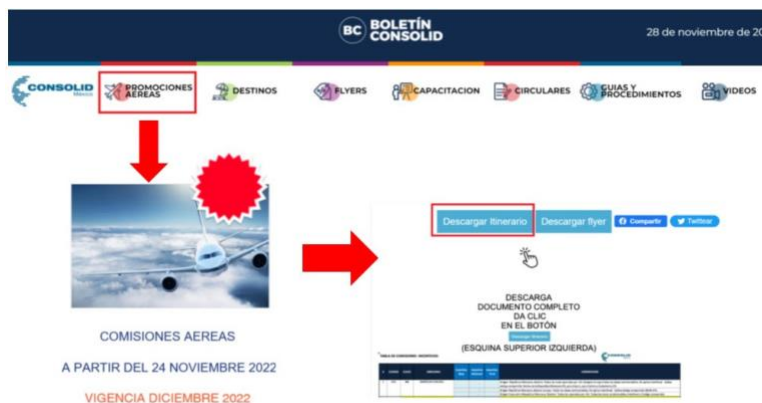 BC BOLETÍN
CONSOLID
28 de noviembre de 20
CONSOLID
México
PROMOCIONES
AEREAS
DESTINOS
FLYERS
CAPACITACION
CIRCULARES
GUIAS Y
PROCEDIMIENTOS
VIDEOS
Descargar Itinerario
Descargar flyer
Compartir
Twittear
DESCARGA
DOCUMENTO COMPLETO
DA CLIC
EN EL BOTÓN
Descargar Itinerario
(ESQUINA SUPERIOR IZQUIERDA)
CONSOLID
COMISIONES AEREAS
A PARTIR DEL 24 NOVIEMBRE 2022
VIGENCIA DICIEMBRE 2022